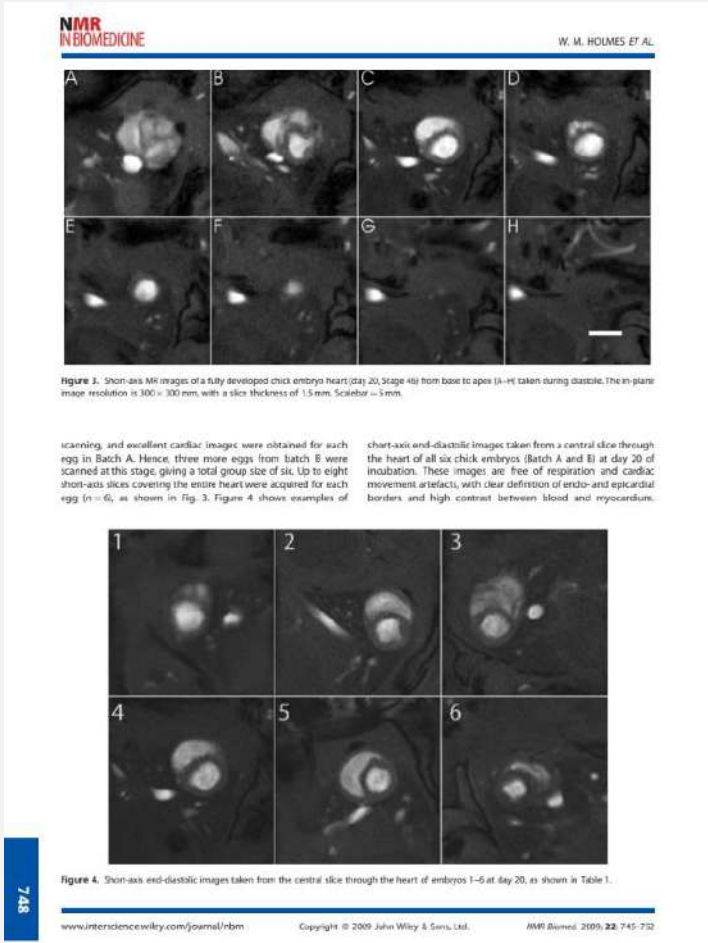 NMR
IN BIOMEDICINE
W. M. HOLMES ET AL.
A
B
C
D
E
F
G
H
Figure 3. Short-axis MR images of a fully developed chick embryo heart (day 20, Stage 46) from base to apex (A–H) taken during diastole. The in-plane
image resolution is 300 × 300 mm, with a slice thickness of 1.5 mm. Scalebar = 5 mm.
scanning, and excellent cardiac images were obtained for each
egg in Batch A. Hence, three more eggs from batch B were
scanned at this stage, giving a total group size of six. Up to eight
short-axis slices covering the entire heart were acquired for each
egg (n = 6), as shown in Fig. 3. Figure 4 shows examples of
short-axis end-diastolic images taken from a central slice through
the heart of all six chick embryos (Batch A and B) at day 20 of
incubation. These images are free of respiration and cardiac
movement artefacts, with clear definition of endo- and epicardial
borders and high contrast between blood and myocardium.
1
2
3
4
5
6
Figure 4. Short-axis end-diastolic images taken from the central slice through the heart of embryos 1–6 at day 20, as shown in Table 1.
748
www.interscience.wiley.com/journal/nbm
Copyright © 2009 John Wiley & Sons, Ltd.
NMR Biomed. 2009; 22: 745–752